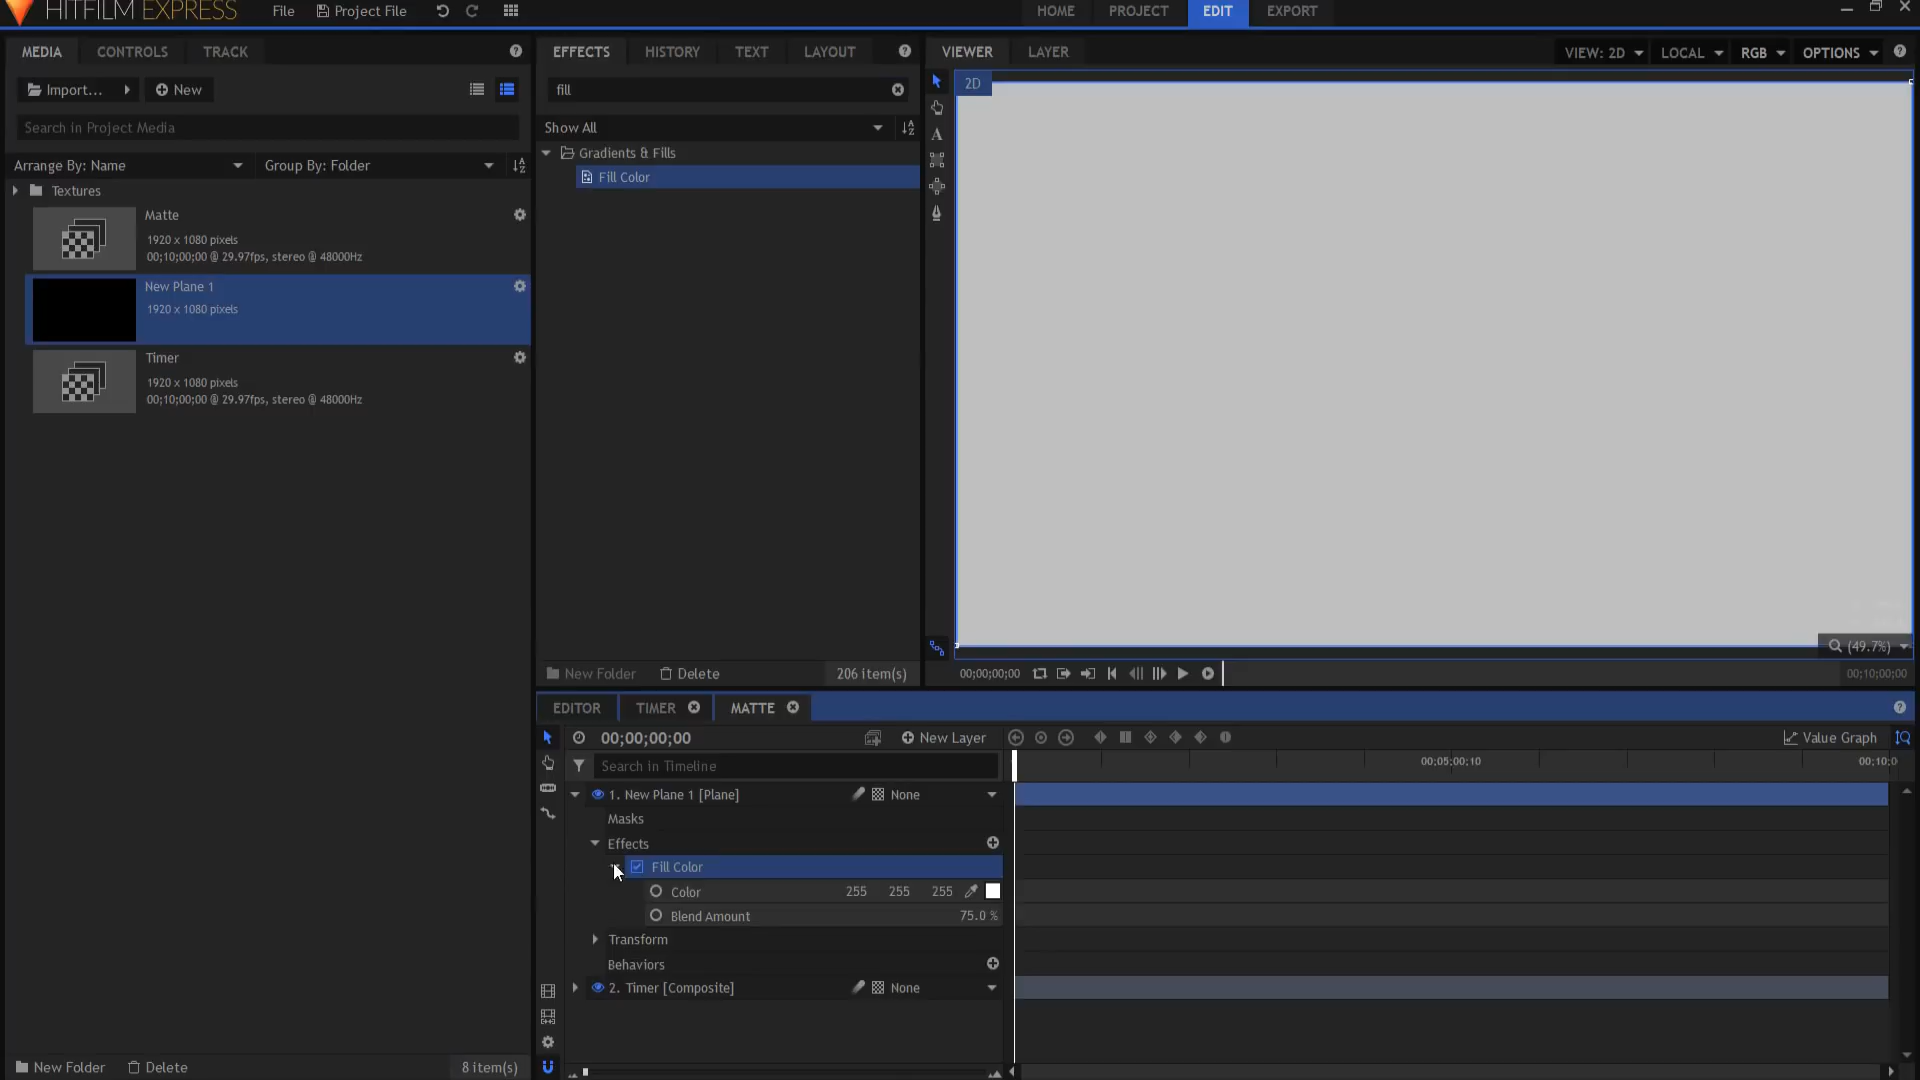 HITFILM EXPRESS
File
Project File
HOME
PROJECT
EDIT
EXPORT
MEDIA
CONTROLS
TRACK
EFFECTS
HISTORY
TEXT
LAYOUT
VIEWER
LAYER
VIEW: 2D
LOCAL
RGB
OPTIONS
Import...
New
Search in Project Media
Arrange By: Name
Group By: Folder
Textures
Matte
1920 x 1080 pixels
00;10;00;00 @ 29.97fps, stereo @ 48000Hz
New Plane 1
1920 x 1080 pixels
Timer
1920 x 1080 pixels
00;10;00;00 @ 29.97fps, stereo @ 48000Hz
New Folder
Delete
8 item(s)
fill
Show All
Gradients & Fills
Fill Color
New Folder
Delete
206 item(s)
2D
(49.7%)
00;00;00;00
00;10;00;00
EDITOR
TIMER
MATTE
00;00;00;00
New Layer
Value Graph
Search in Timeline
00;05;00;10
00;10;0
1. New Plane 1 [Plane]
None
Masks
Effects
Fill Color
Color
255 255 255
Blend Amount
75.0 %
Transform
Behaviors
2. Timer [Composite]
None